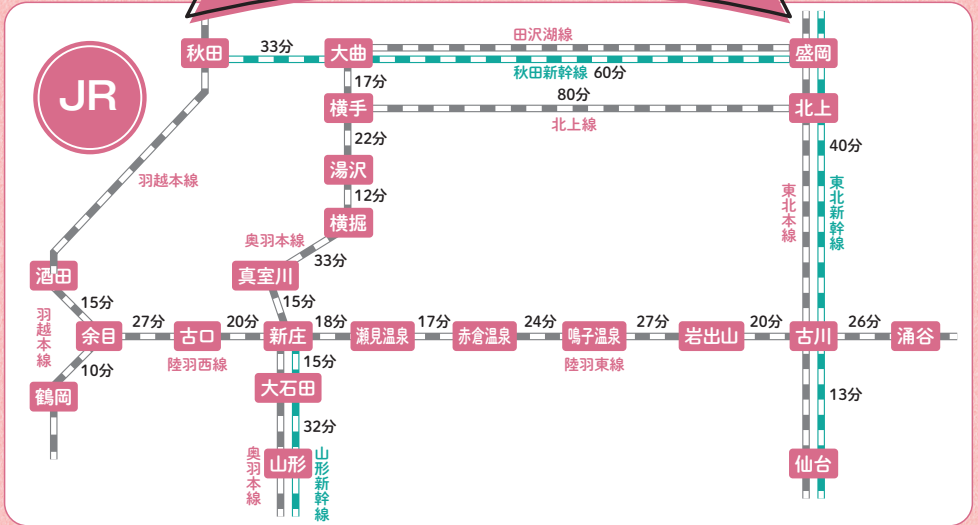 JR
秋田
33分
大曲
田沢湖線
秋田新幹線 60分
盛岡
17分
横手
80分
北上線
北上
22分
湯沢
12分
横掘
40分
東北本線
東北新幹線
羽越本線
奥羽本線
33分
真室川
15分
酒田
15分
羽越本線
余目
27分
古口
20分
新庄
18分
瀬見温泉
17分
赤倉温泉
24分
鳴子温泉
27分
岩出山
20分
古川
26分
涌谷
陸羽西線
陸羽東線
10分
鶴岡
15分
大石田
32分
山形
奥羽本線
山形新幹線
13分
仙台